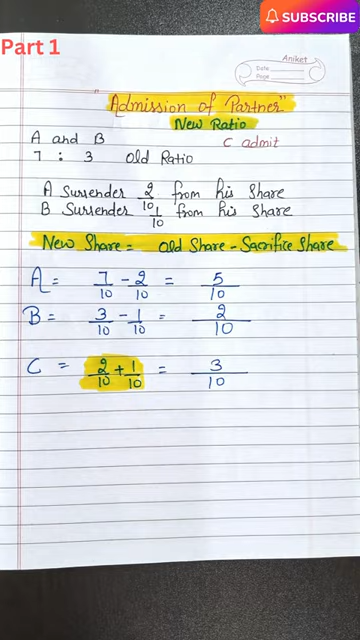 SUBSCRIBE
Part 1
Aniket
Date
Page
"Admission of Partner"
New Ratio
A and B C admit
7 : 3 Old Ratio
A Surrender 2/10 from his Share
B Surrender 1/10 from his Share
New Share = Old Share - Sacrifice Share
A = 7/10 - 2/10 = 5/10
B = 3/10 - 1/10 = 2/10
C = 2/10 + 1/10 = 3/10